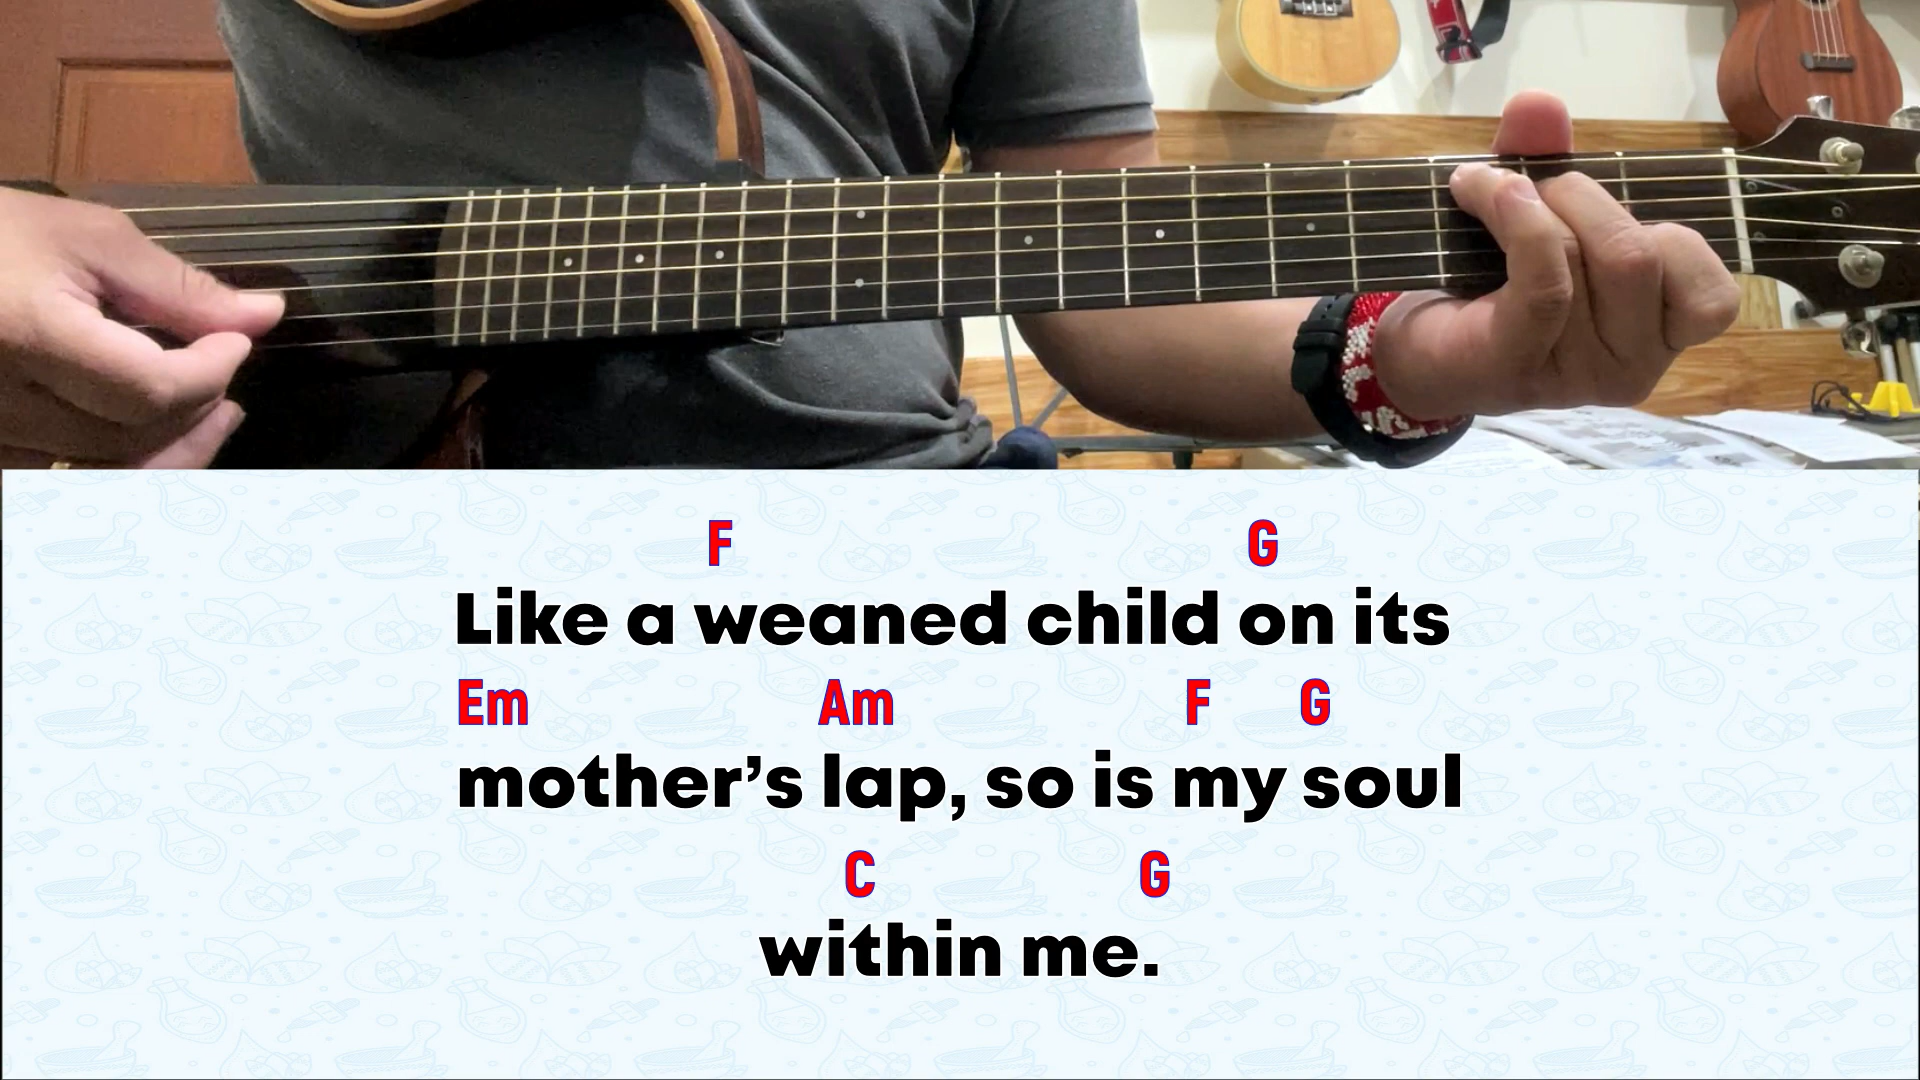 F G
Like a weaned child on its
Em Am F G
mother’s lap, so is my soul
C G
within me.